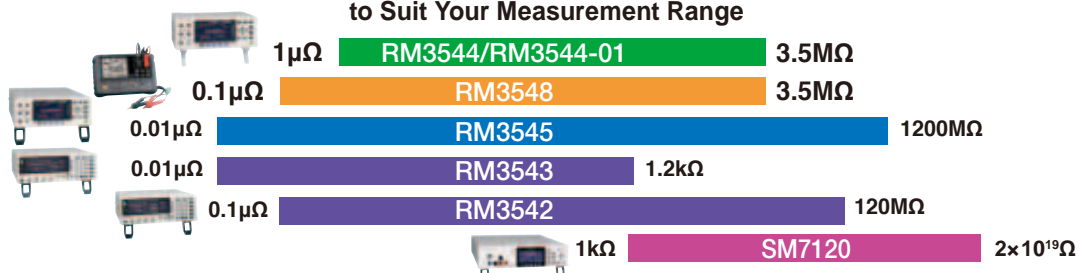 to Suit Your Measurement Range
1μΩ RM3544/RM3544-01 3.5MΩ
0.1μΩ RM3548 3.5MΩ
0.01μΩ RM3545 1200MΩ
0.01μΩ RM3543 1.2kΩ
0.1μΩ RM3542 120MΩ
1kΩ SM7120 2×10¹⁹Ω